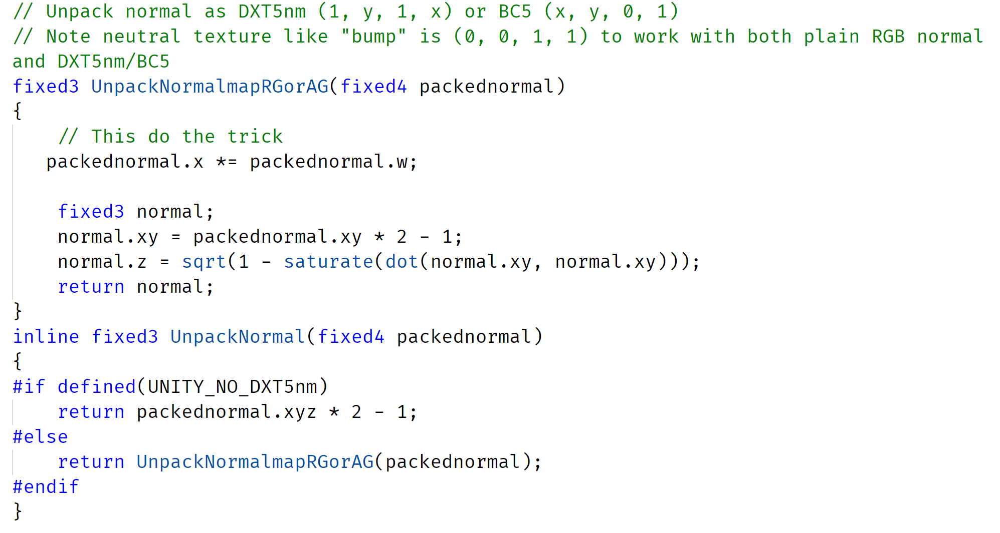 // Unpack normal as DXT5nm (1, y, 1, x) or BC5 (x, y, 0, 1)
// Note neutral texture like "bump" is (0, 0, 1, 1) to work with both plain RGB normal
and DXT5nm/BC5
fixed3 UnpackNormalmapRGorAG(fixed4 packednormal)
{
    // This do the trick
   packednormal.x *= packednormal.w;

    fixed3 normal;
    normal.xy = packednormal.xy * 2 - 1;
    normal.z = sqrt(1 - saturate(dot(normal.xy, normal.xy)));
    return normal;
}
inline fixed3 UnpackNormal(fixed4 packednormal)
{
#if defined(UNITY_NO_DXT5nm)
    return packednormal.xyz * 2 - 1;
#else
    return UnpackNormalmapRGorAG(packednormal);
#endif
}